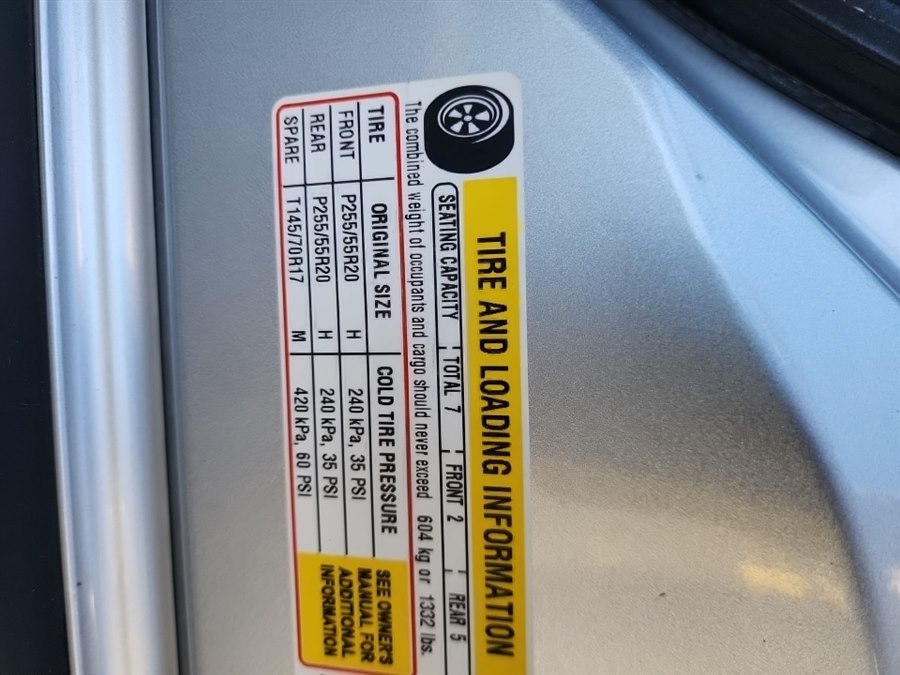 TIRE AND LOADING INFORMATION
SEATING CAPACITY TOTAL 7 FRONT 2 REAR 5
The combined weight of occupants and cargo should never exceed 604 kg or 1332 lbs.
TIRE ORIGINAL SIZE COLD TIRE PRESSURE
FRONT P255/55R20 H 240 kPa, 35 PSI
REAR P255/55R20 H 240 kPa, 35 PSI
SPARE T145/70R17 M 420 kPa, 60 PSI
SEE OWNER'S
MANUAL FOR
ADDITIONAL
INFORMATION